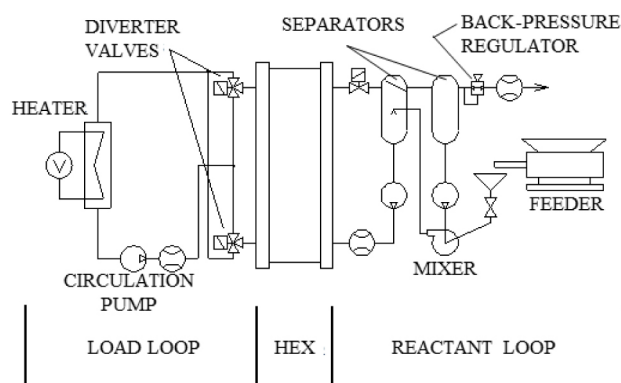 DIVERTER
VALVES
SEPARATORS
BACK-PRESSURE
REGULATOR
HEATER
V
FEEDER
MIXER
CIRCULATION
PUMP
LOAD LOOP
HEX
REACTANT LOOP